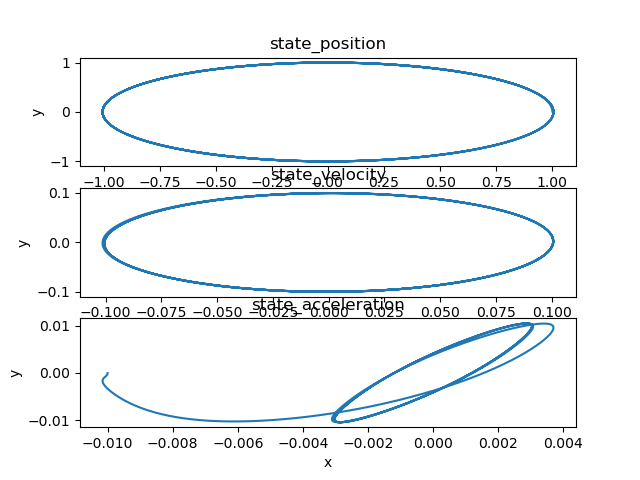 state_position
1
0
−1
y
−1.00 −0.75 −0.50 −0.25 0.00 0.25 0.50 0.75 1.00
state_velocity
0.1
0.0
−0.1
y
−0.100 −0.075 −0.050 −0.025 0.000 0.025 0.050 0.075 0.100
state_acceleration
0.01
0.00
−0.01
y
−0.010 −0.008 −0.006 −0.004 −0.002 0.000 0.002 0.004
x